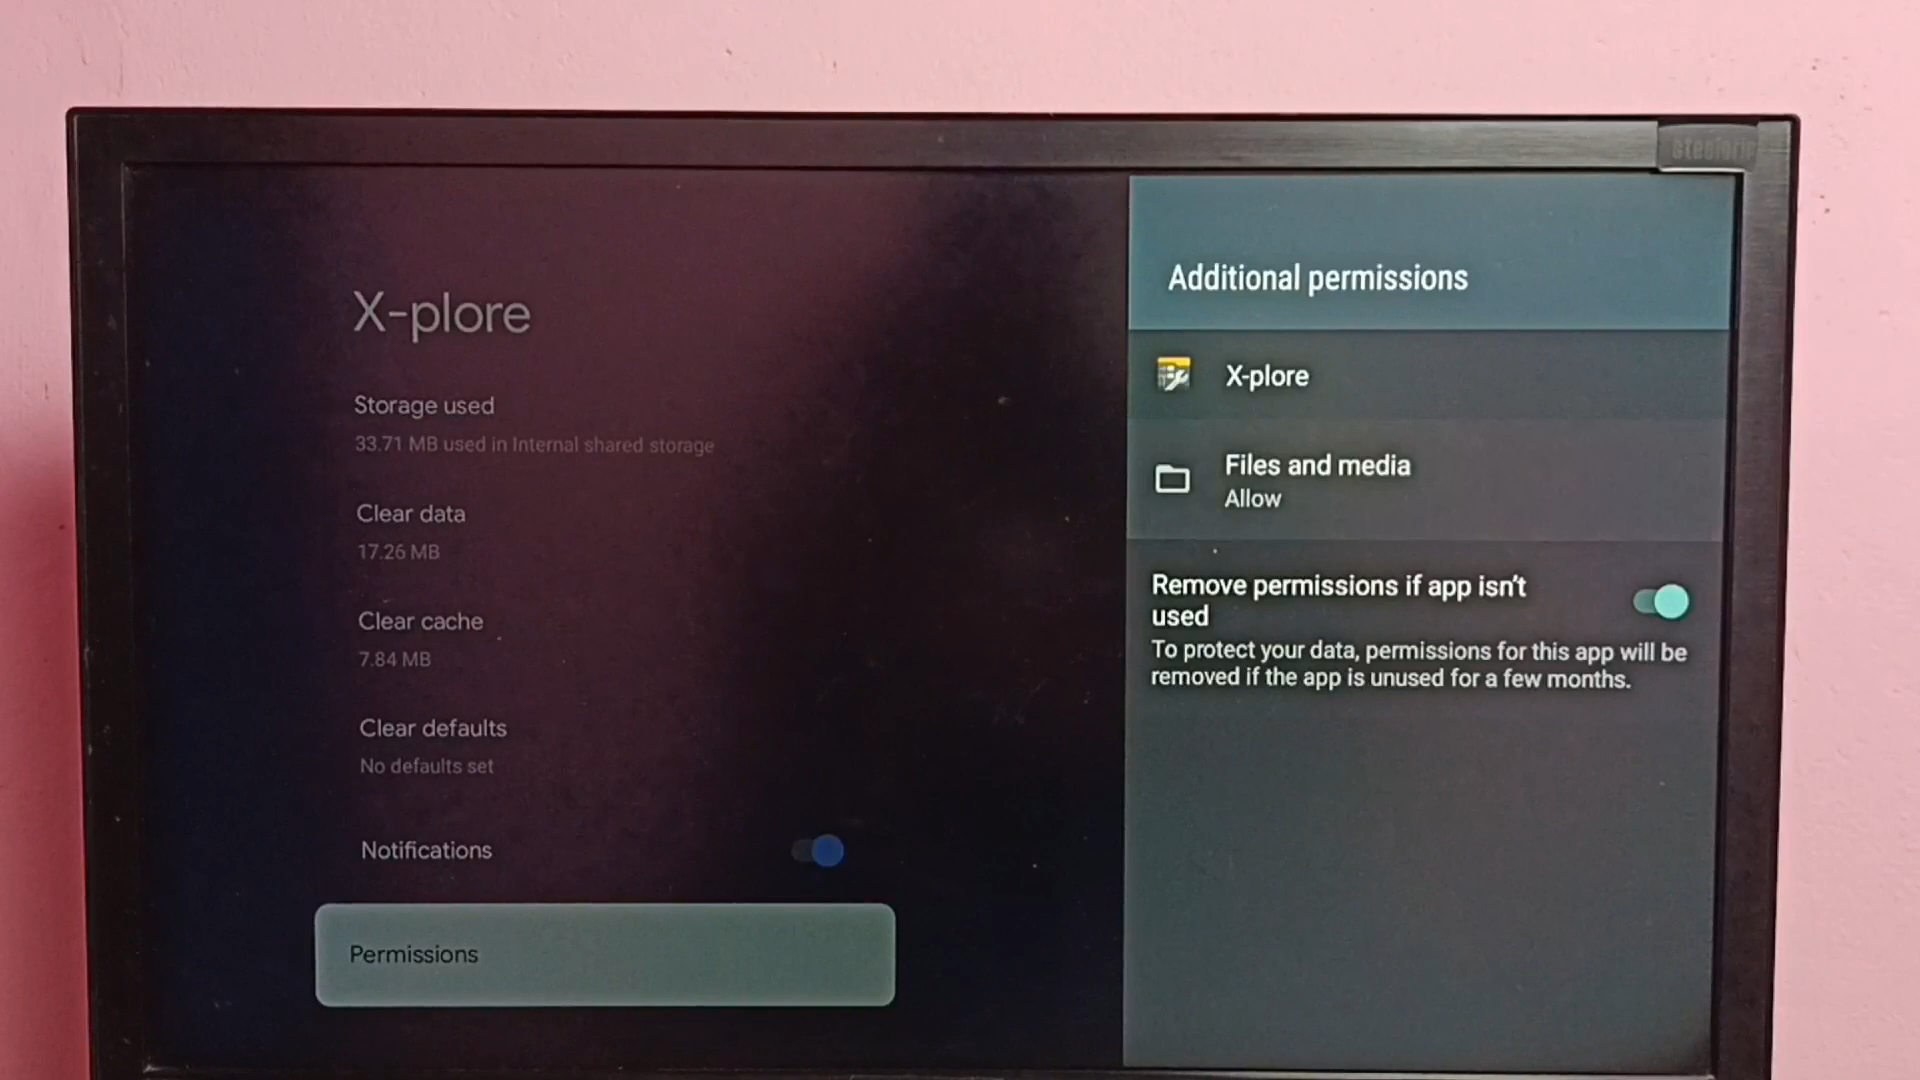 X-plore
Storage used
33.71 MB used in Internal shared storage
Clear data
17.26 MB
Clear cache
7.84 MB
Clear defaults
No defaults set
Notifications
Permissions
Additional permissions
X-plore
Files and media
Allow
Remove permissions if app isn't
used
To protect your data, permissions for this app will be
removed if the app is unused for a few months.